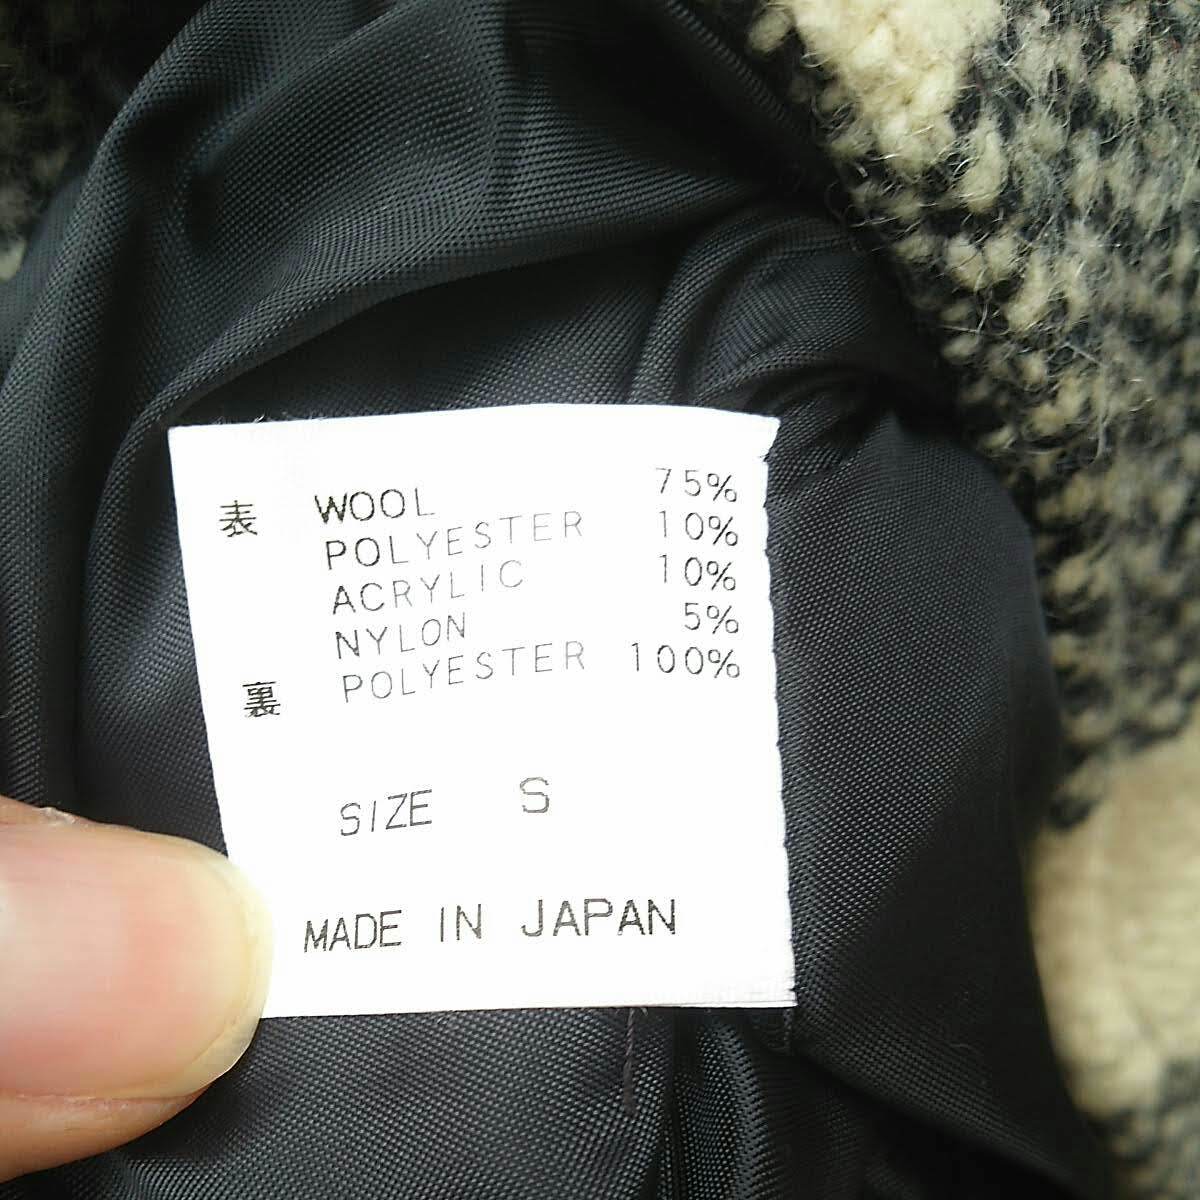 表 WOOL 75%
POLYESTER 10%
ACRYLIC 10%
NYLON 5%
裏 POLYESTER 100%
SIZE S
MADE IN JAPAN